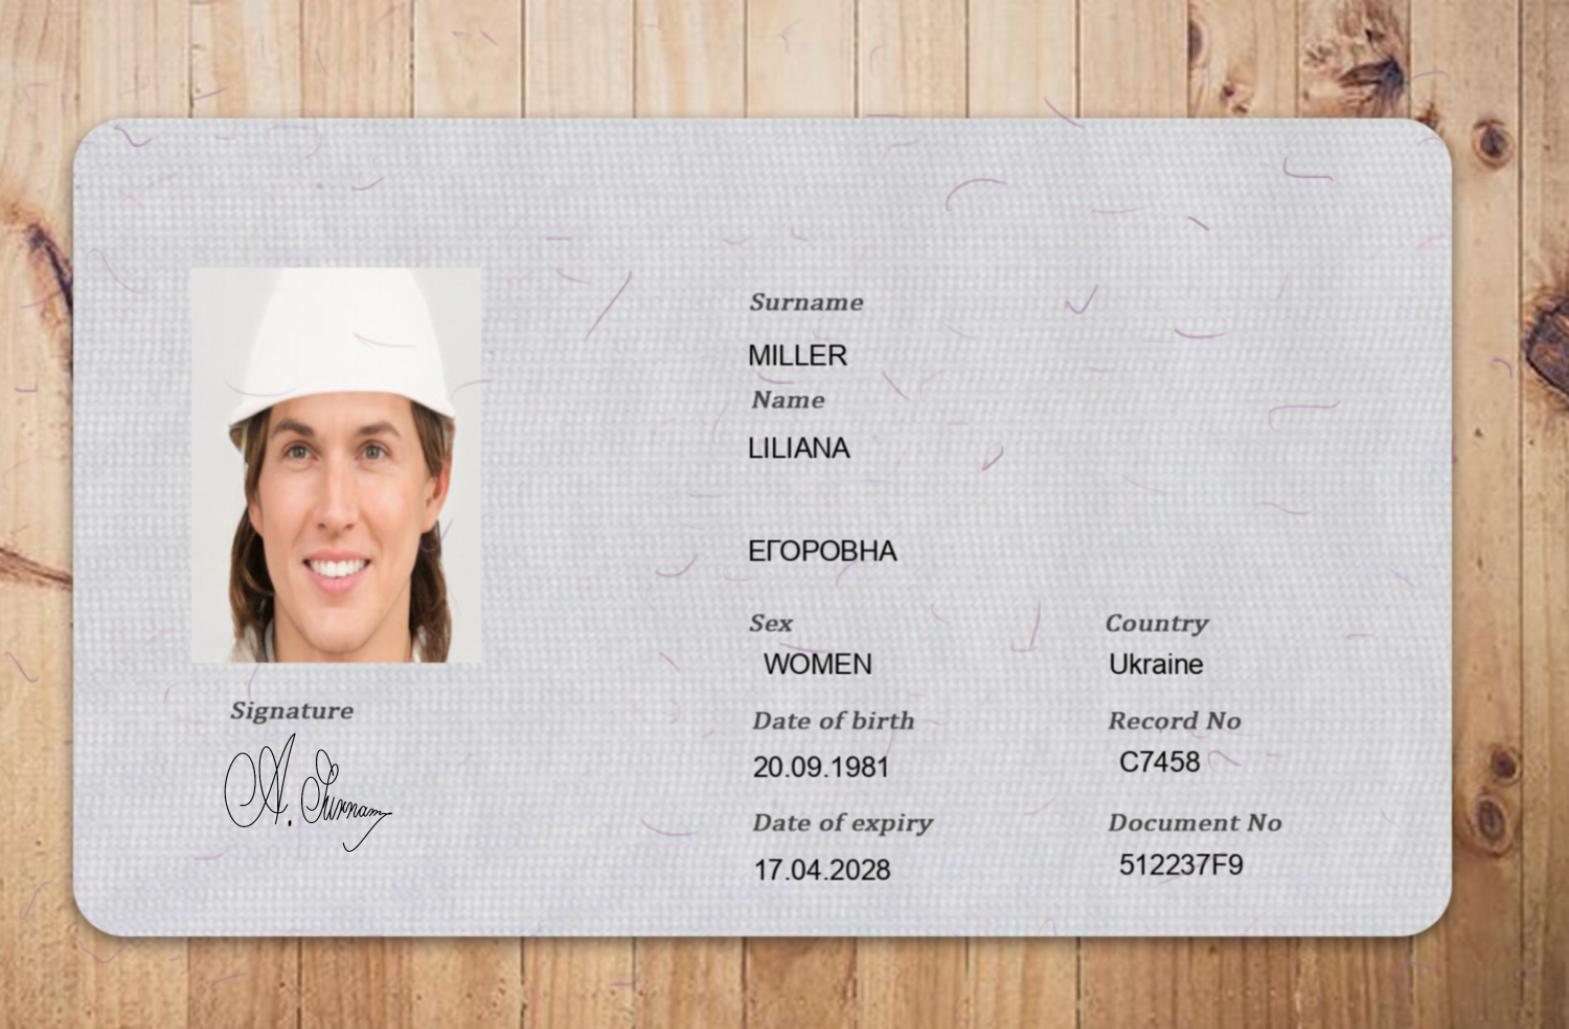 Surname
MILLER
Name
LILIANA
ЕГОРОВНА
Sex
WOMEN
Country
Ukraine
Date of birth
20.09.1981
Record No
C7458
Date of expiry
17.04.2028
Document No
512237F9
Signature
A. Surnam